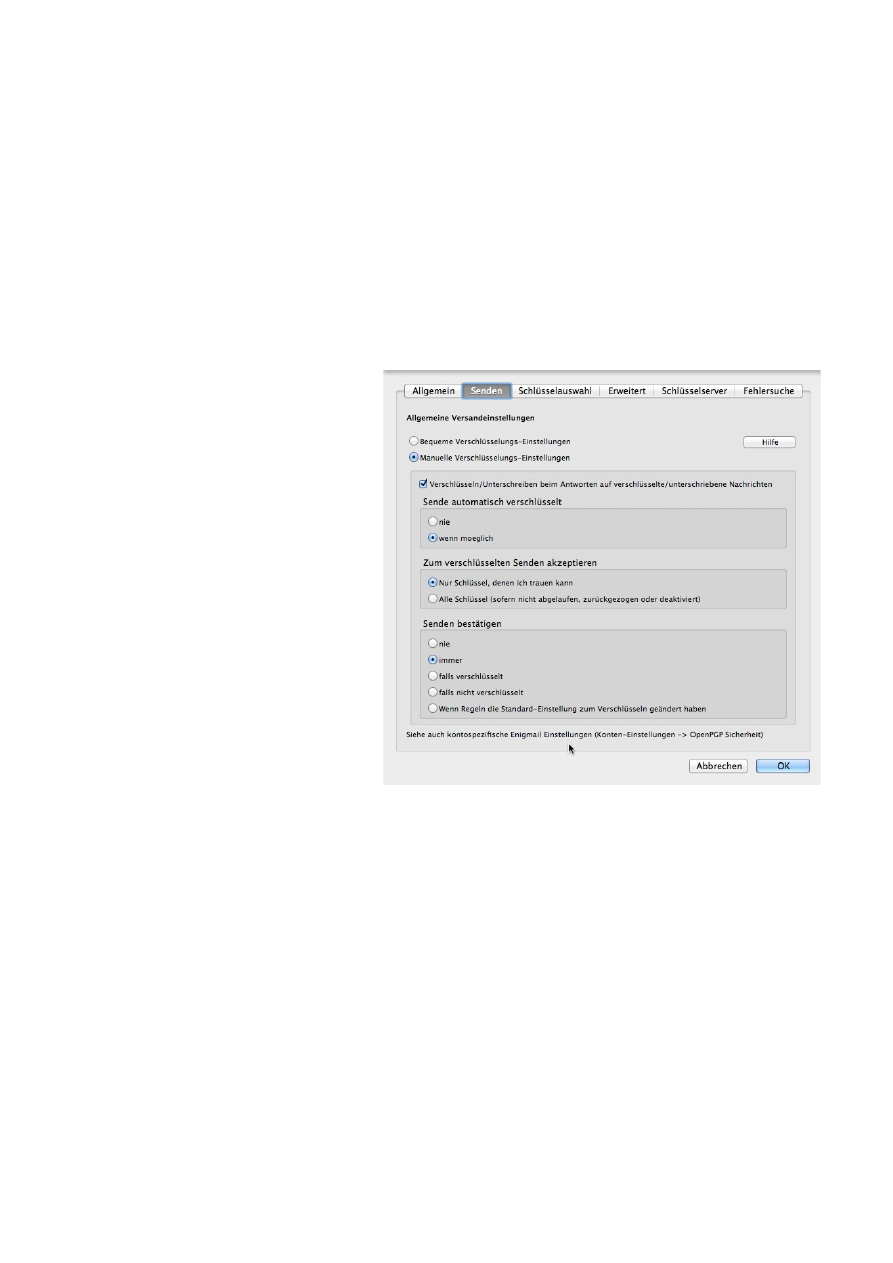 Allgemein Senden Schlüsselauswahl Erweitert Schlüsselserver Fehlersuche
Allgemeine Versandeinstellungen
Bequeme Verschlüsselungs-Einstellungen
Hilfe
Manuelle Verschlüsselungs-Einstellungen
Verschlüsseln/Unterschreiben beim Antworten auf verschlüsselte/unterschriebene Nachrichten
Sende automatisch verschlüsselt
nie
wenn moeglich
Zum verschlüsselten Senden akzeptieren
Nur Schlüssel, denen ich trauen kann
Alle Schlüssel (sofern nicht abgelaufen, zurückgezogen oder deaktiviert)
Senden bestätigen
nie
immer
falls verschlüsselt
falls nicht verschlüsselt
Wenn Regeln die Standard-Einstellung zum Verschlüsseln geändert haben
Siehe auch kontospezifische Enigmail Einstellungen (Konten-Einstellungen -> OpenPGP Sicherheit)
Abbrechen OK